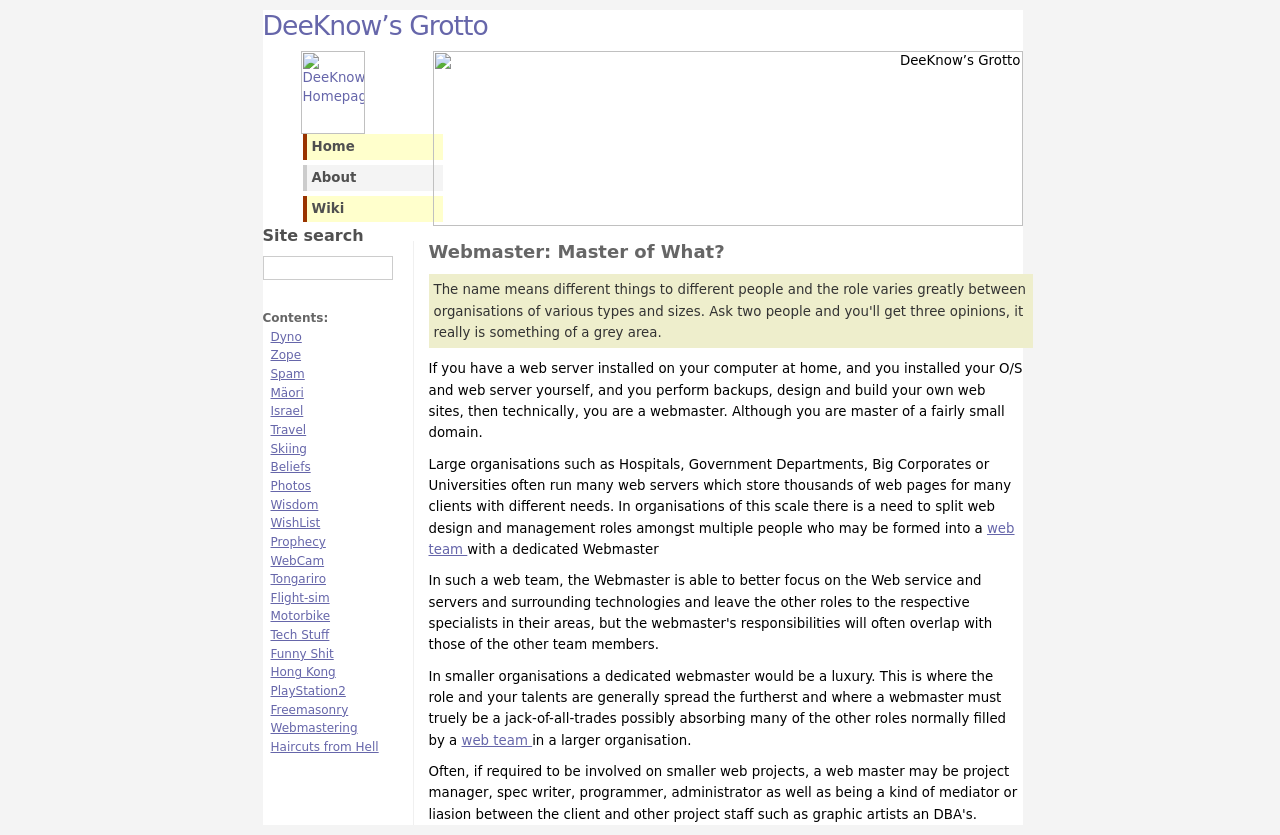 DeeKnow’s Grotto
DeeKnow
Homepag
DeeKnow’s Grotto
Home
About
Wiki
Site search
Contents:
Dyno
Zope
Spam
Mäori
Israel
Travel
Skiing
Beliefs
Photos
Wisdom
WishList
Prophecy
WebCam
Tongariro
Flight-sim
Motorbike
Tech Stuff
Funny Shit
Hong Kong
PlayStation2
Freemasonry
Webmastering
Haircuts from Hell
Webmaster: Master of What?
The name means different things to different people and the role varies greatly between
organisations of various types and sizes. Ask two people and you'll get three opinions, it
really is something of a grey area.
If you have a web server installed on your computer at home, and you installed your O/S
and web server yourself, and you perform backups, design and build your own web
sites, then technically, you are a webmaster. Although you are master of a fairly small
domain.
Large organisations such as Hospitals, Government Departments, Big Corporates or
Universities often run many web servers which store thousands of web pages for many
clients with different needs. In organisations of this scale there is a need to split web
design and management roles amongst multiple people who may be formed into a web
team with a dedicated Webmaster
In such a web team, the Webmaster is able to better focus on the Web service and
servers and surrounding technologies and leave the other roles to the respective
specialists in their areas, but the webmaster's responsibilities will often overlap with
those of the other team members.
In smaller organisations a dedicated webmaster would be a luxury. This is where the
role and your talents are generally spread the furtherst and where a webmaster must
truely be a jack-of-all-trades possibly absorbing many of the other roles normally filled
by a web team in a larger organisation.
Often, if required to be involved on smaller web projects, a web master may be project
manager, spec writer, programmer, administrator as well as being a kind of mediator or
liasion between the client and other project staff such as graphic artists an DBA's.